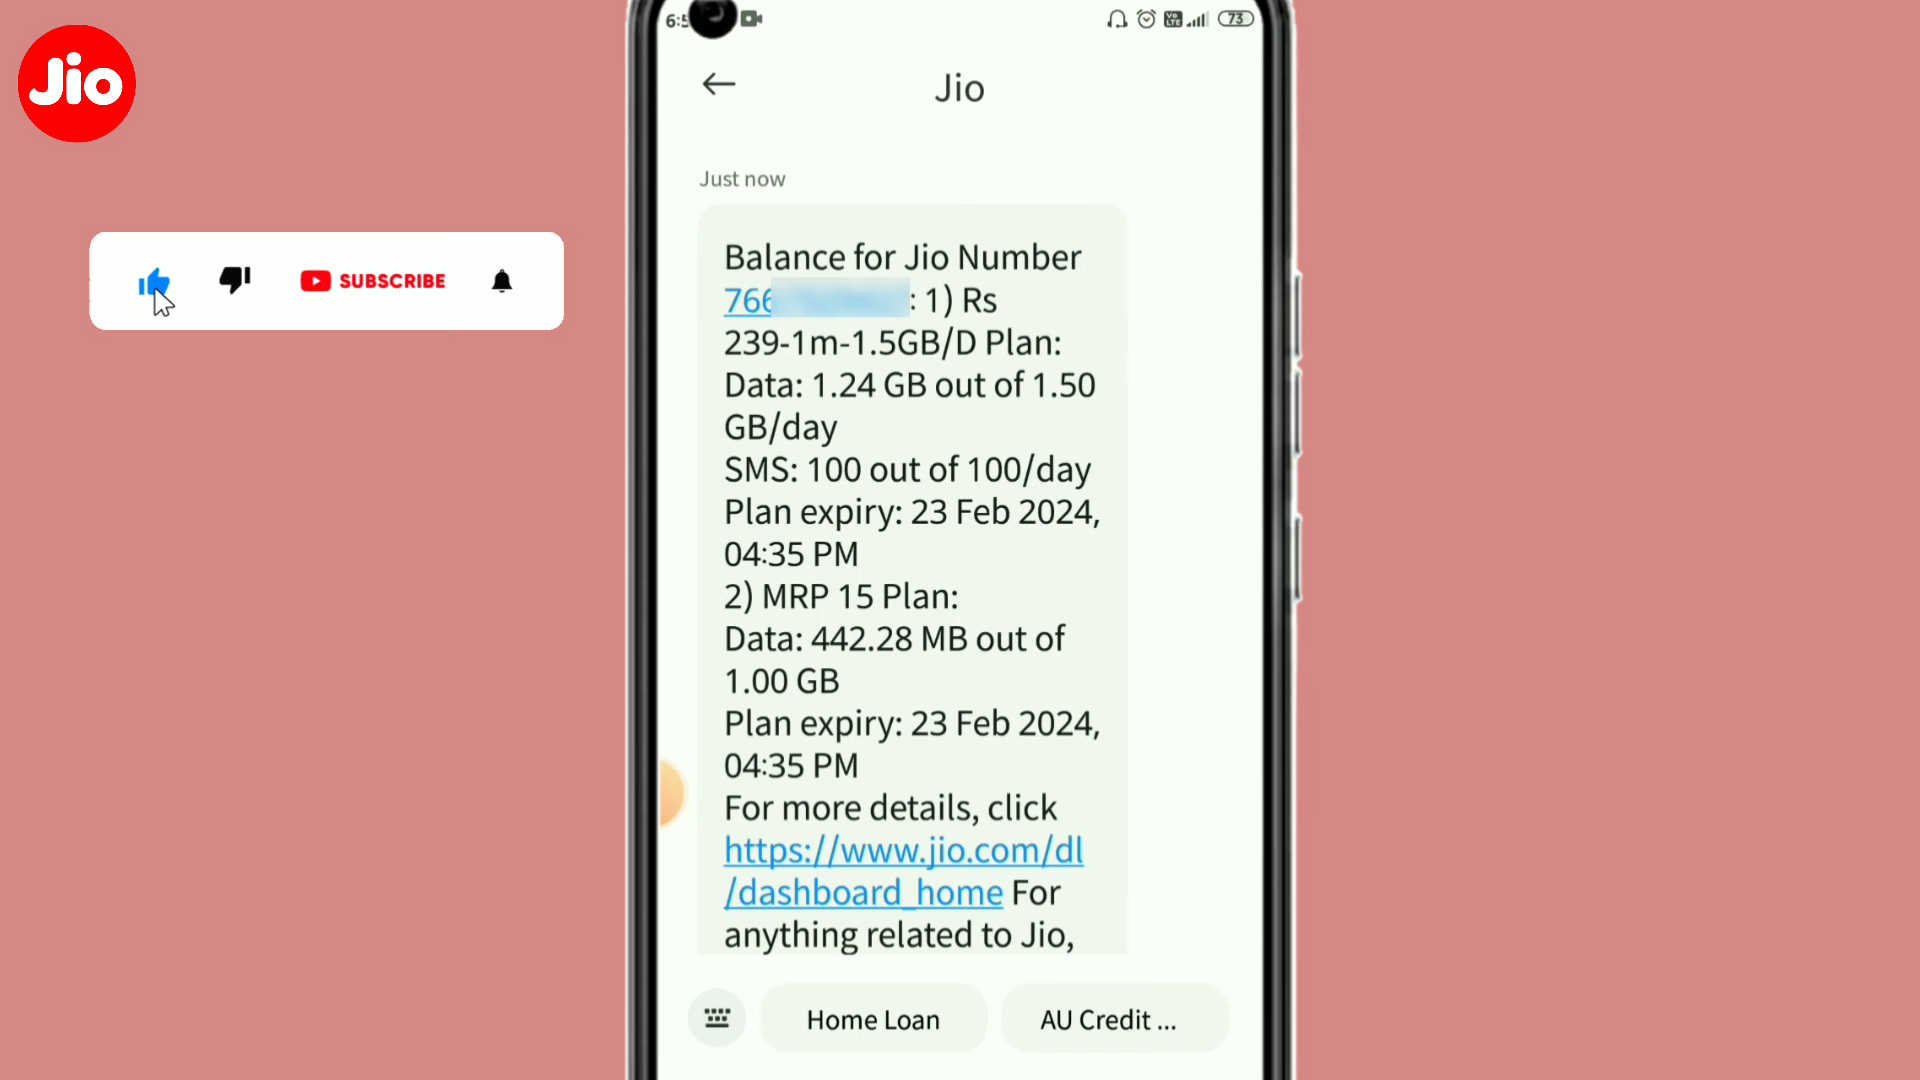 Jio
SUBSCRIBE
73
Jio
Just now
Balance for Jio Number
: 1) Rs
239-1m-1.5GB/D Plan:
Data: 1.24 GB out of 1.50
GB/day
SMS: 100 out of 100/day
Plan expiry: 23 Feb 2024,
04:35 PM
2) MRP 15 Plan:
Data: 442.28 MB out of
1.00 GB
Plan expiry: 23 Feb 2024,
04:35 PM
For more details, click
https://www.jio.com/dl
/dashboard_home For
anything related to Jio,
Home Loan
AU Credit ...